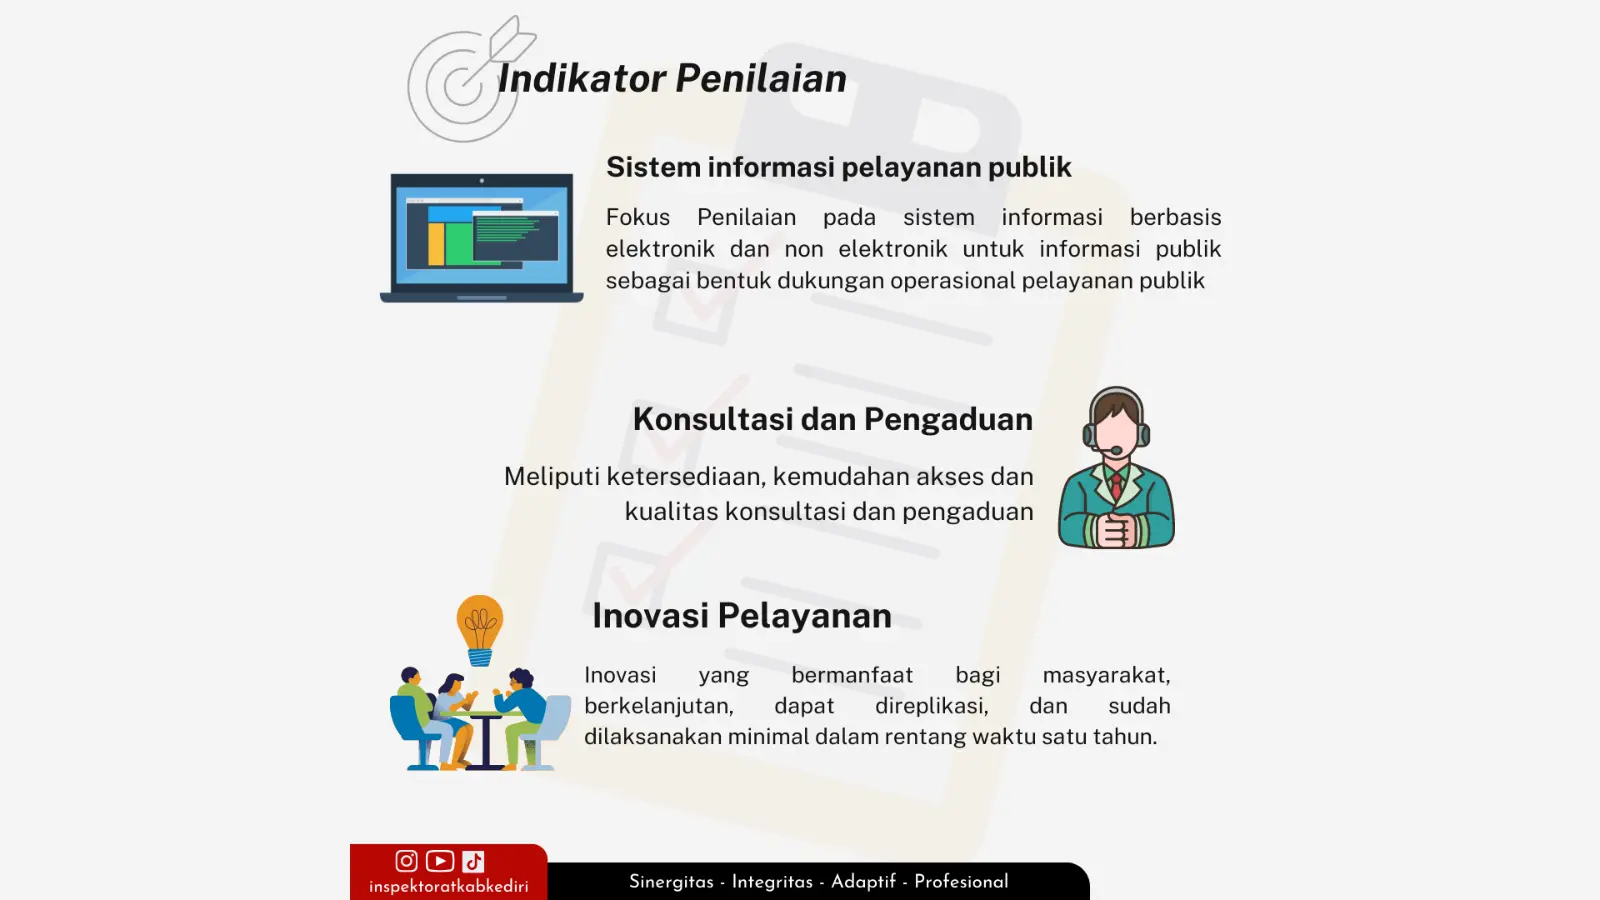 Indikator Penilaian
Sistem informasi pelayanan publik
Fokus Penilaian pada sistem informasi berbasis
elektronik dan non elektronik untuk informasi publik
sebagai bentuk dukungan operasional pelayanan publik
Konsultasi dan Pengaduan
Meliputi ketersediaan, kemudahan akses dan
kualitas konsultasi dan pengaduan
Inovasi Pelayanan
Inovasi yang bermanfaat bagi masyarakat,
berkelanjutan, dapat direplikasi, dan sudah
dilaksanakan minimal dalam rentang waktu satu tahun.
inspektoratkabkediri
Sinergitas - Integritas - Adaptif - Profesional